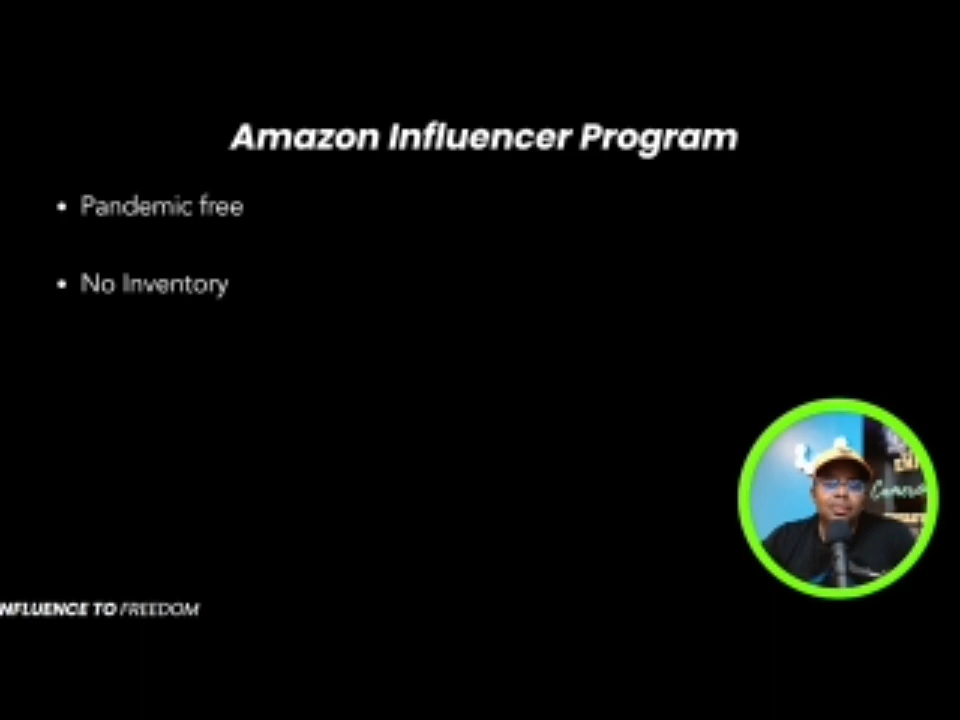 Amazon Influencer Program
• Pandemic free
• No Inventory
NFLUENCE TO FREEDOM